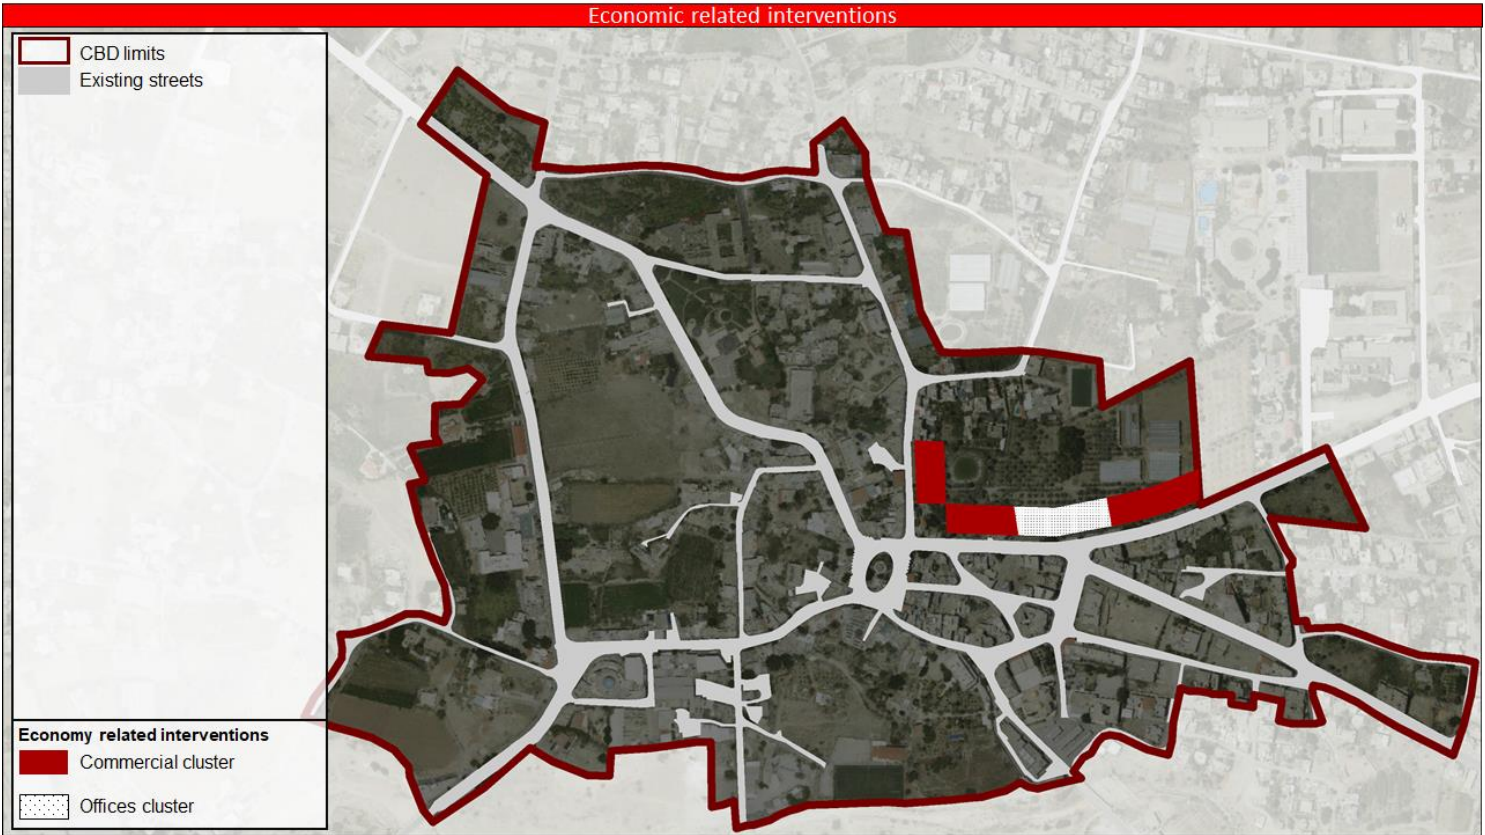 Economic related interventions
CBD limits
Existing streets
Economy related interventions
Commercial cluster
Offices cluster